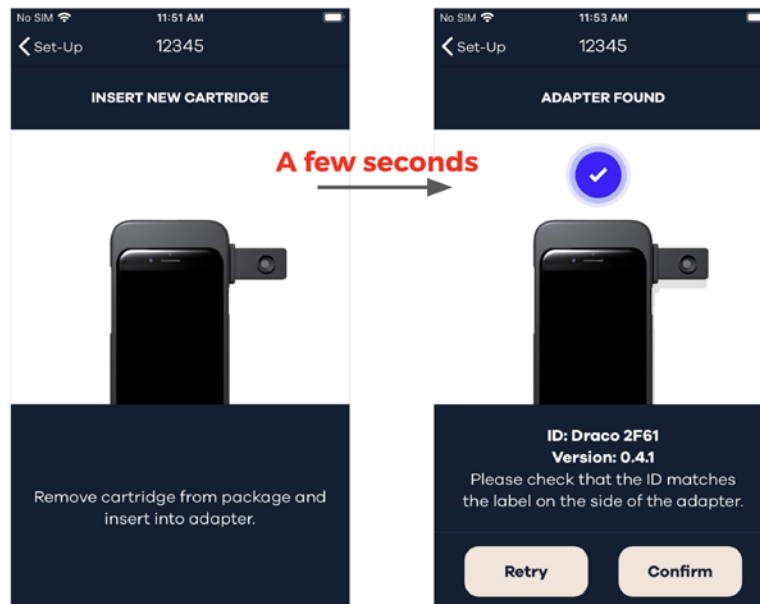 No SIM 11:51 AM
Set-Up 12345
INSERT NEW CARTRIDGE
Remove cartridge from package and
insert into adapter.
A few seconds
No SIM 11:53 AM
Set-Up 12345
ADAPTER FOUND
ID: Draco 2F61
Version: 0.4.1
Please check that the ID matches
the label on the side of the adapter.
Retry Confirm